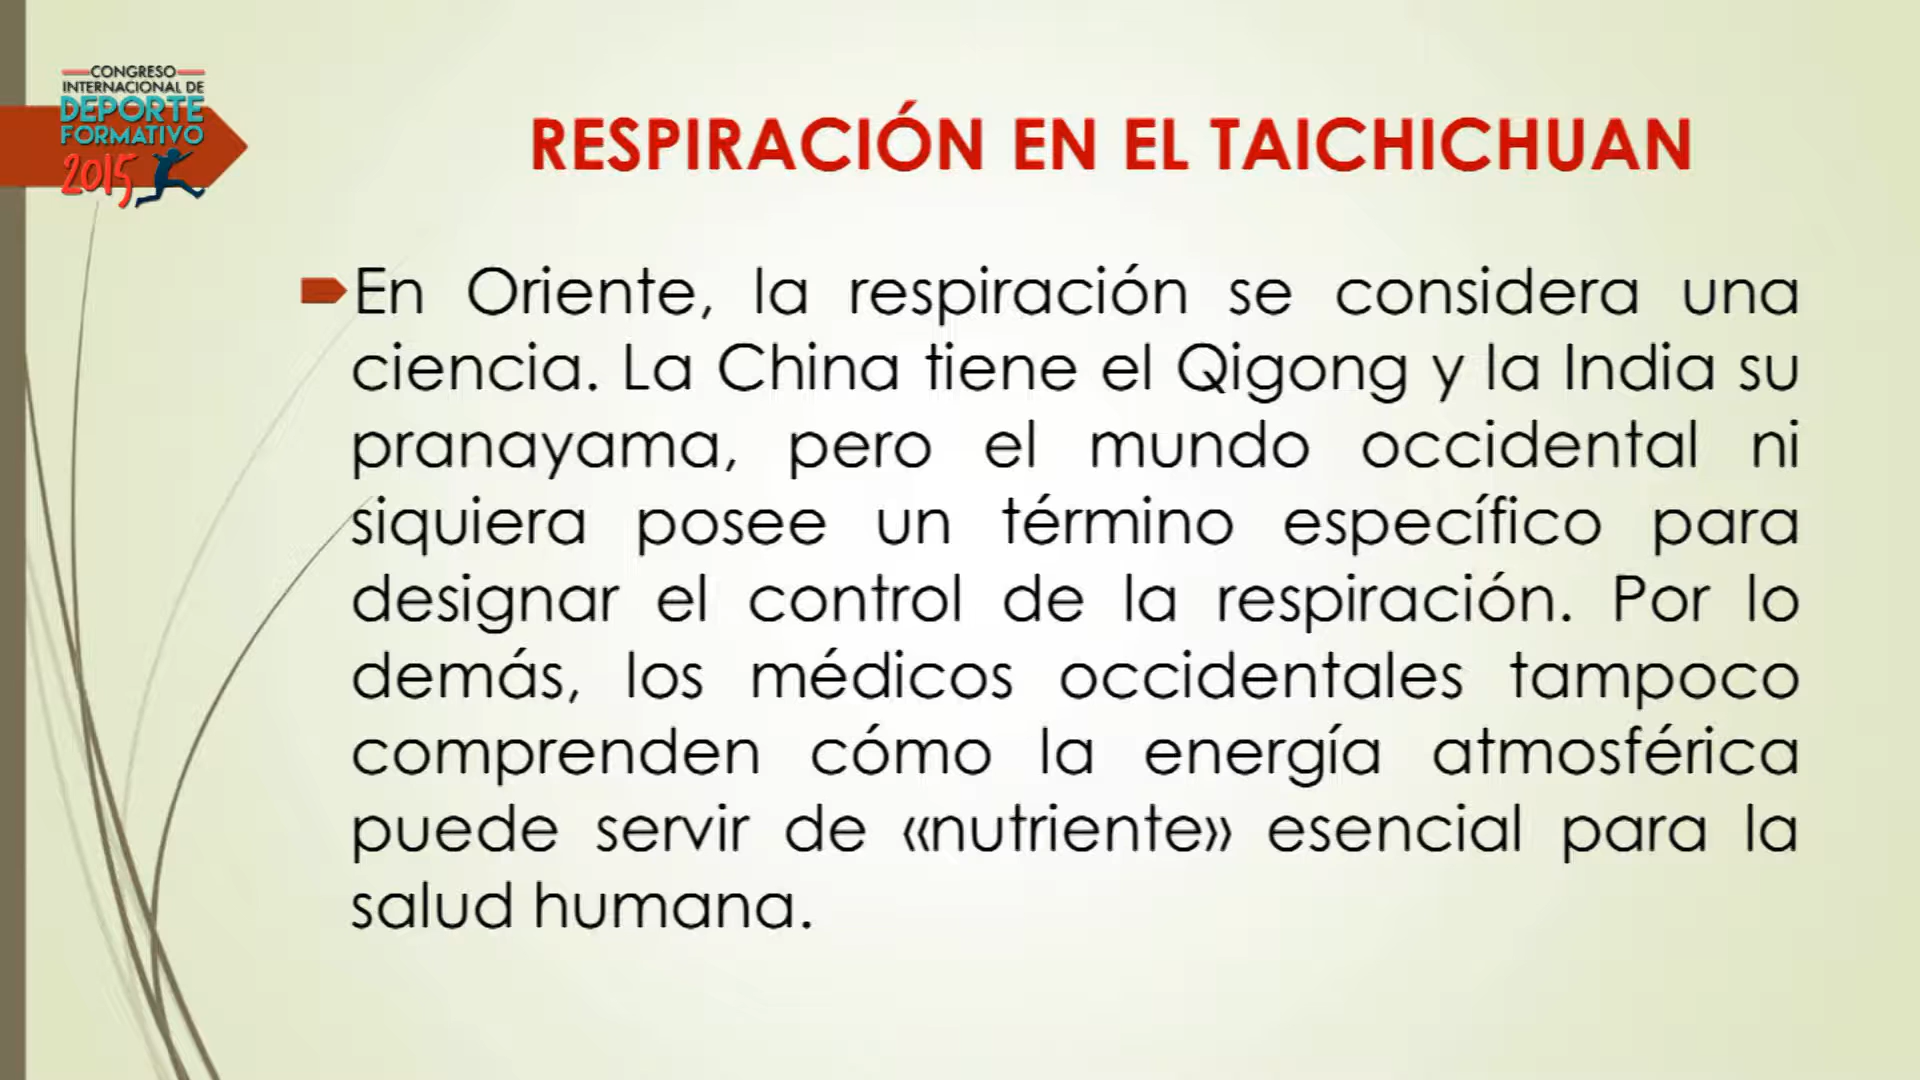 CONGRESO
INTERNACIONAL DE
DEPORTE
FORMATIVO
2015
RESPIRACIÓN EN EL TAICHICHUAN
En Oriente, la respiración se considera una
ciencia. La China tiene el Qigong y la India su
pranayama, pero el mundo occidental ni
siquiera posee un término específico para
designar el control de la respiración. Por lo
demás, los médicos occidentales tampoco
comprenden cómo la energía atmosférica
puede servir de «nutriente» esencial para la
salud humana.